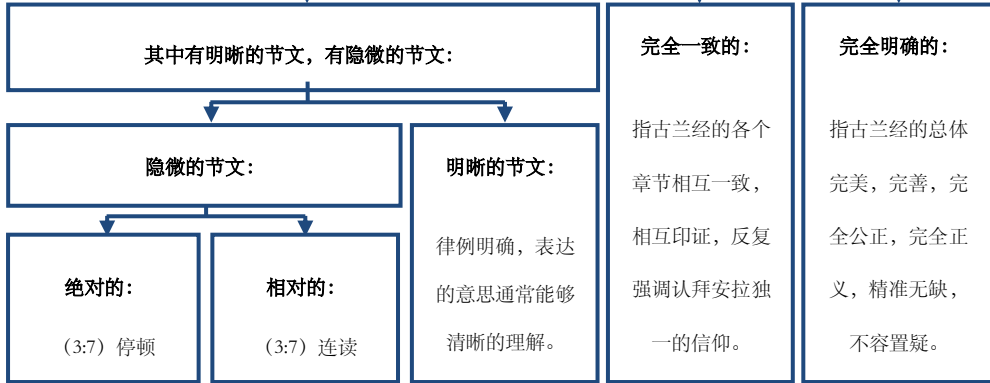 其中有明晰的节文，有隐微的节文：
隐微的节文：
绝对的：
（3:7）停顿
相对的：
（3:7）连读
明晰的节文：
律例明确，表达
的意思通常能够
清晰的理解。
完全一致的：
指古兰经的各个
章节相互一致，
相互印证，反复
强调认拜安拉独
一的信仰。
完全明确的：
指古兰经的总体
完美，完善，完
全公正，完全正
义，精准无缺，
不容置疑。